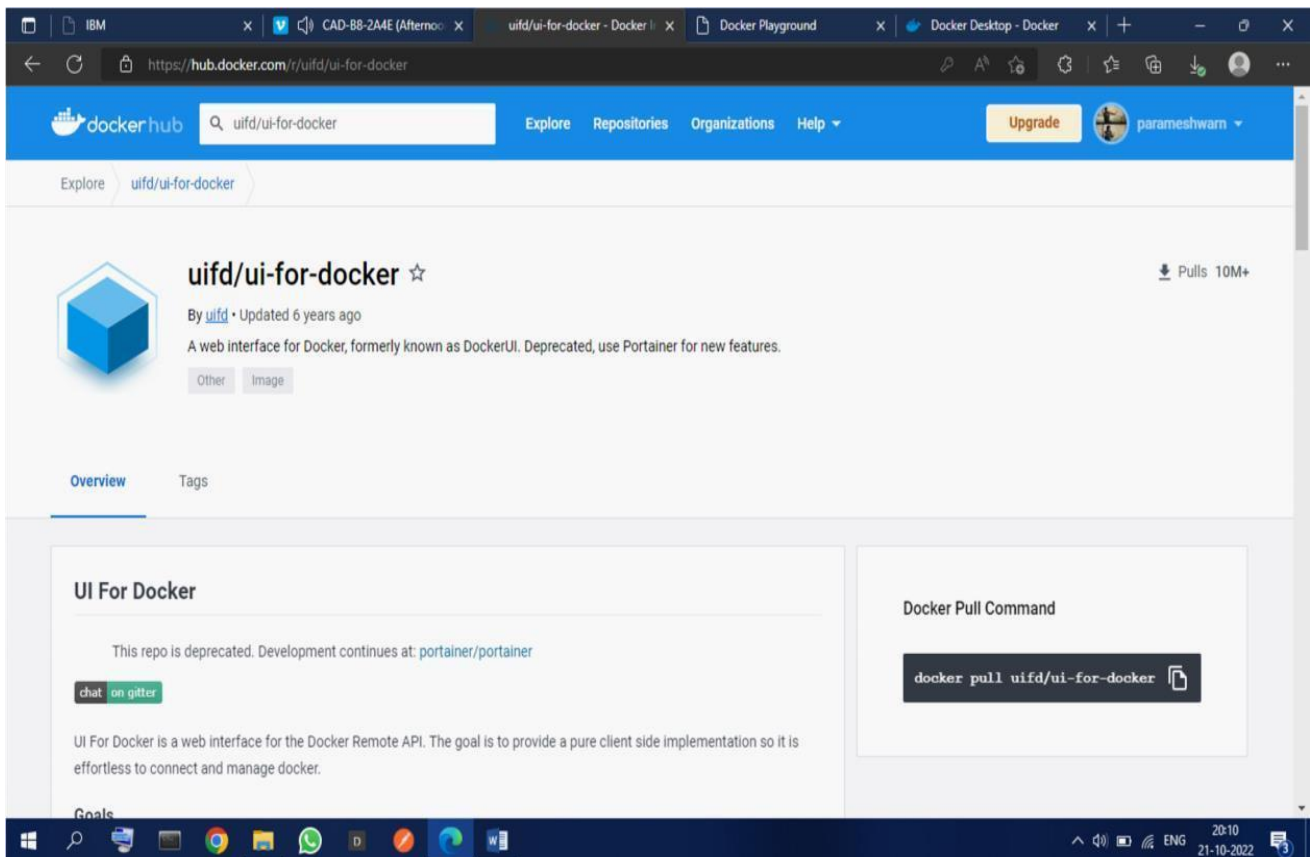 IBM
CAD-BB-2A4E (Afternoo
uifd/ui-for-docker - Docker I
Docker Playground
Docker Desktop - Docker
https://hub.docker.com/r/uifd/ui-for-docker
docker hub
uifd/ui-for-docker
Explore
Repositories
Organizations
Help
Upgrade
parameshwarn
Explore
uifd/ui-for-docker
uifd/ui-for-docker
Pulls 10M+
By uifd • Updated 6 years ago
A web interface for Docker, formerly known as DockerUI. Deprecated, use Portainer for new features.
Other
Image
Overview
Tags
UI For Docker
This repo is deprecated. Development continues at: portainer/portainer
chat on gitter
UI For Docker is a web interface for the Docker Remote API. The goal is to provide a pure client side implementation so it is
effortless to connect and manage docker.
Goals
Docker Pull Command
docker pull uifd/ui-for-docker
ENG
20:10
21-10-2022